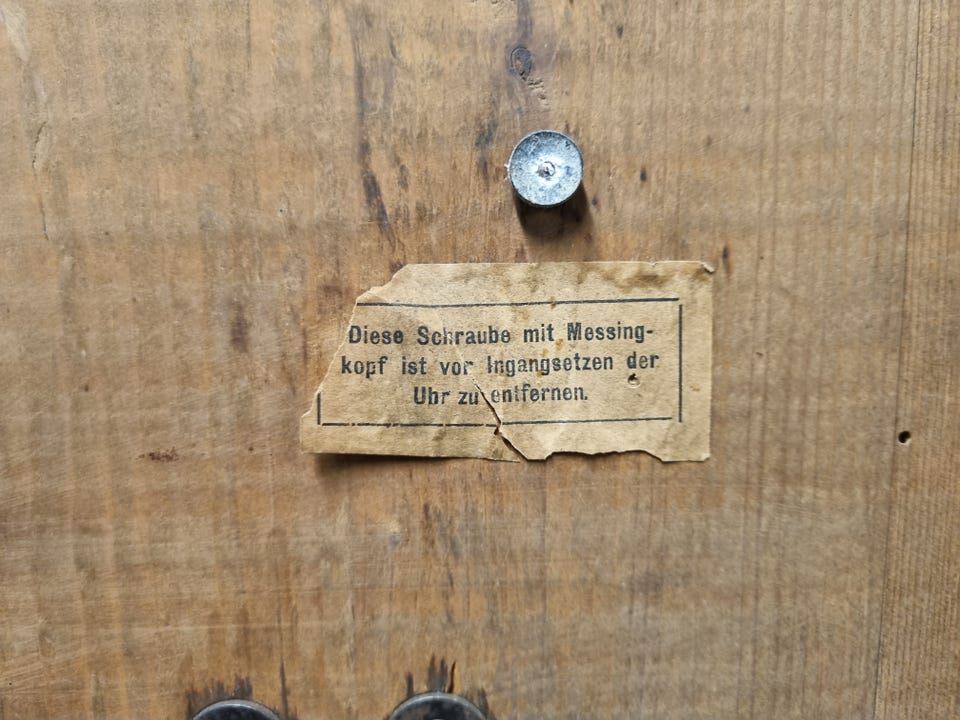 Diese Schraube mit Messing-
kopf ist vor Ingangsetzen der
Uhr zu entfernen.